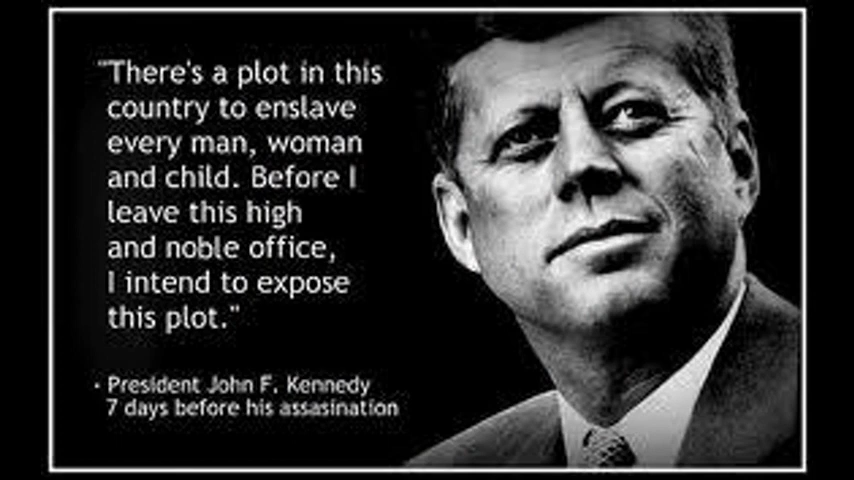 "There's a plot in this
country to enslave
every man, woman
and child. Before I
leave this high
and noble office,
I intend to expose
this plot."
· President John F. Kennedy
7 days before his assasination